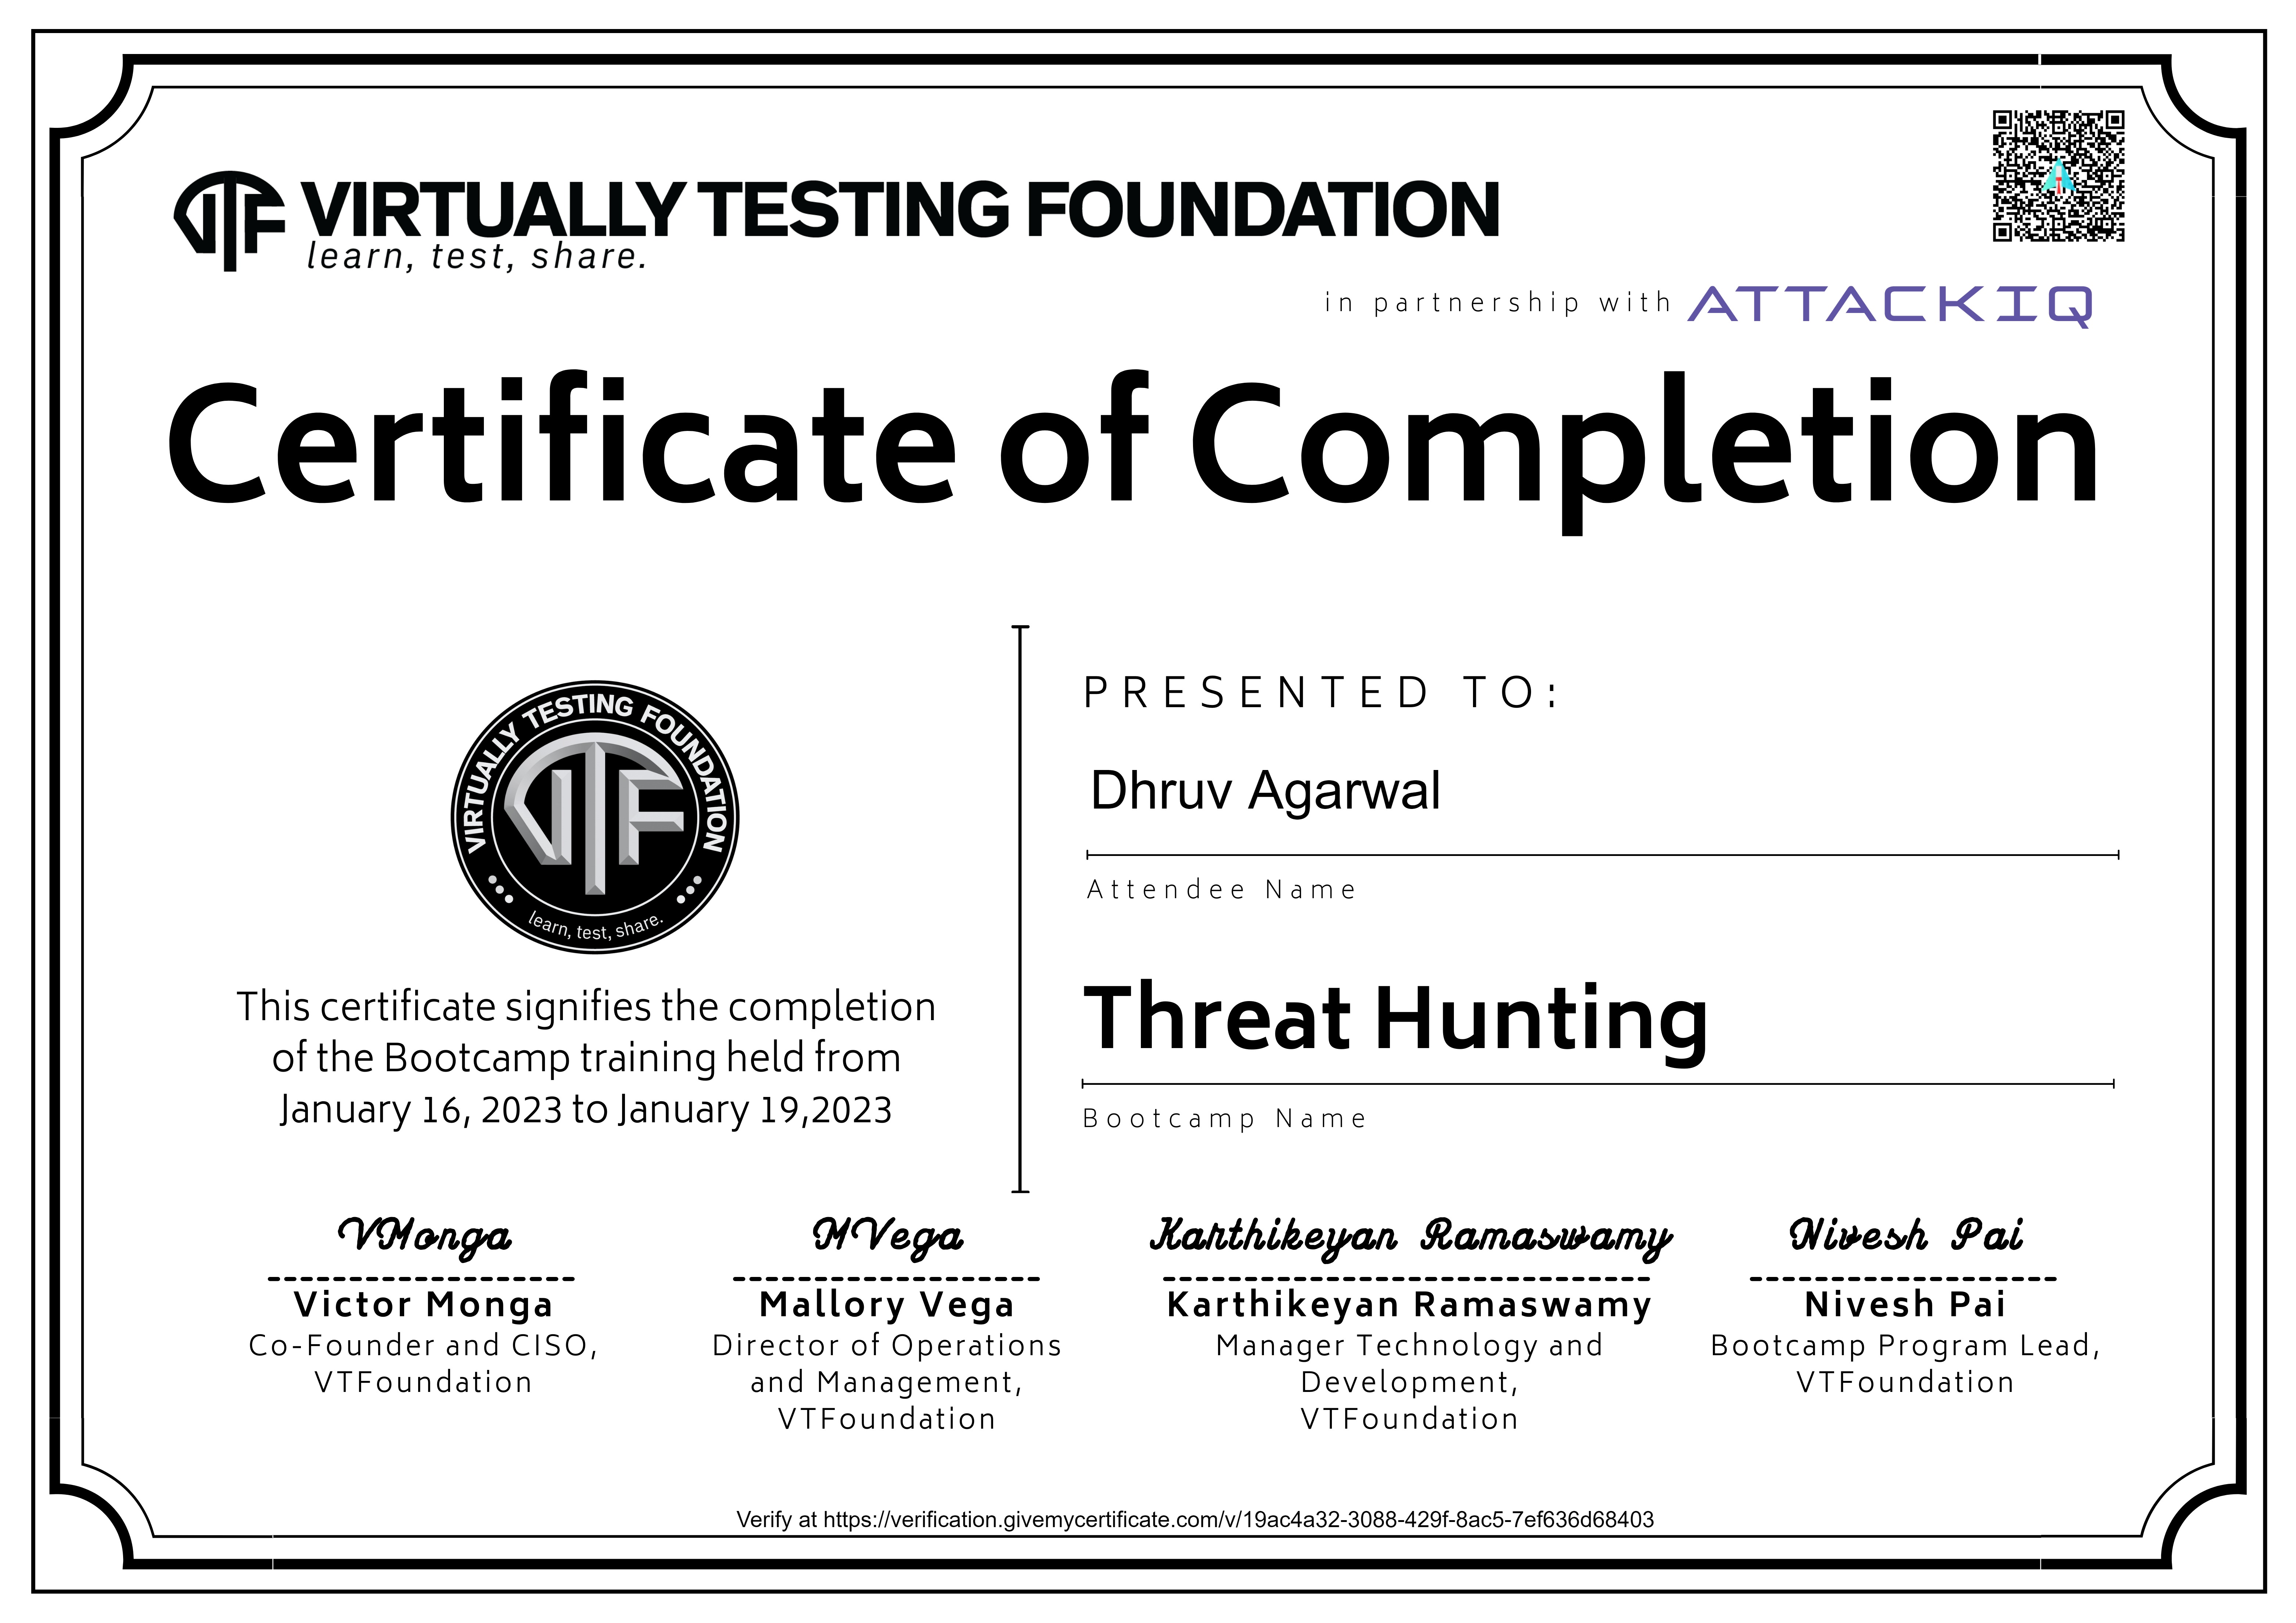 VTF VIRTUALLY TESTING FOUNDATION
learn, test, share.
in partnership with ATTACKIQ
Certificate of Completion
VIRTUALLY TESTING FOUNDATION
VTF
learn, test, share.
This certificate signifies the completion
of the Bootcamp training held from
January 16, 2023 to January 19,2023
PRESENTED TO:
Dhruv Agarwal
Attendee Name
Threat Hunting
Bootcamp Name
VMonga
Victor Monga
Co-Founder and CISO,
VTFoundation
MVega
Mallory Vega
Director of Operations
and Management,
VTFoundation
Karthikeyan Ramaswamy
Karthikeyan Ramaswamy
Manager Technology and
Development,
VTFoundation
Nivesh Pai
Nivesh Pai
Bootcamp Program Lead,
VTFoundation
Verify at https://verification.givemycertificate.com/v/19ac4a32-3088-429f-8ac5-7ef636d68403